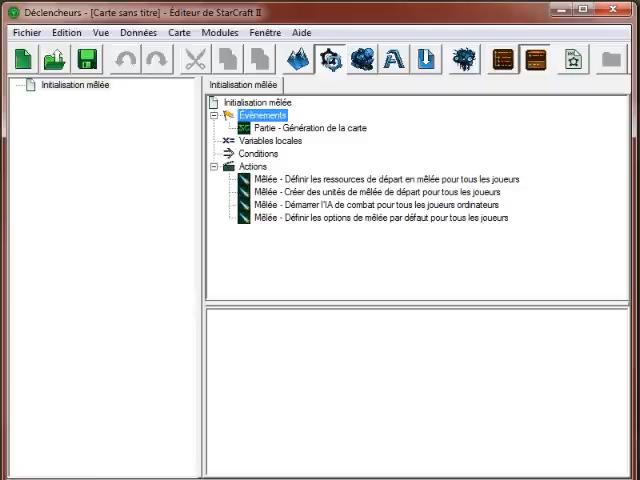 Déclencheurs - [Carte sans titre] - Éditeur de StarCraft II
Fichier Edition Vue Données Carte Modules Fenêtre Aide
Initialisation mêlée
Initialisation mêlée
Initialisation mêlée
Évènements
Partie - Génération de la carte
Variables locales
Conditions
Actions
Mêlée - Définir les ressources de départ en mêlée pour tous les joueurs
Mêlée - Créer des unités de mêlée de départ pour tous les joueurs
Mêlée - Démarrer l'IA de combat pour tous les joueurs ordinateurs
Mêlée - Définir les options de mêlée par défaut pour tous les joueurs